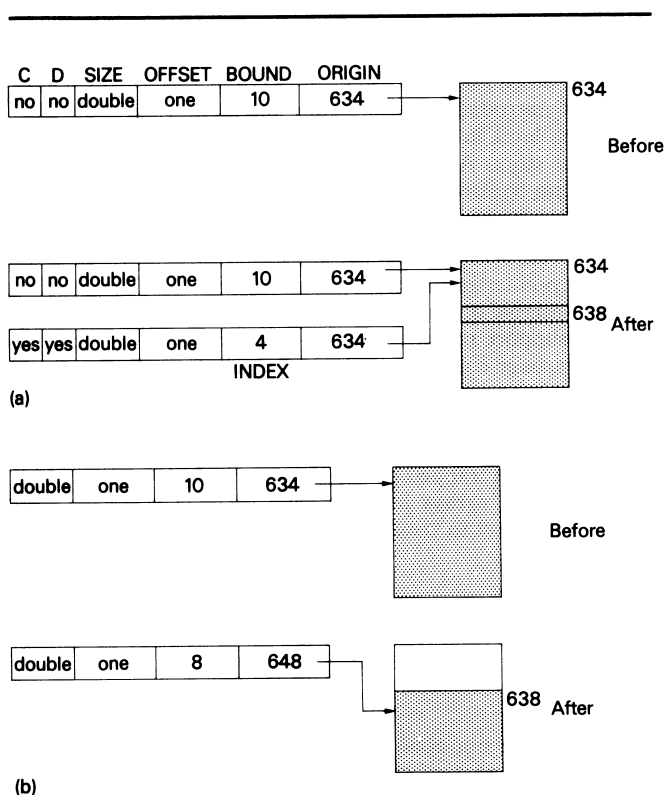 C D SIZE OFFSET BOUND ORIGIN
no no double one 10 634
634
Before
no no double one 10 634
634
638
After
yes yes double one 4 634
INDEX
(a)
double one 10 634
Before
double one 8 648
638
After
(b)